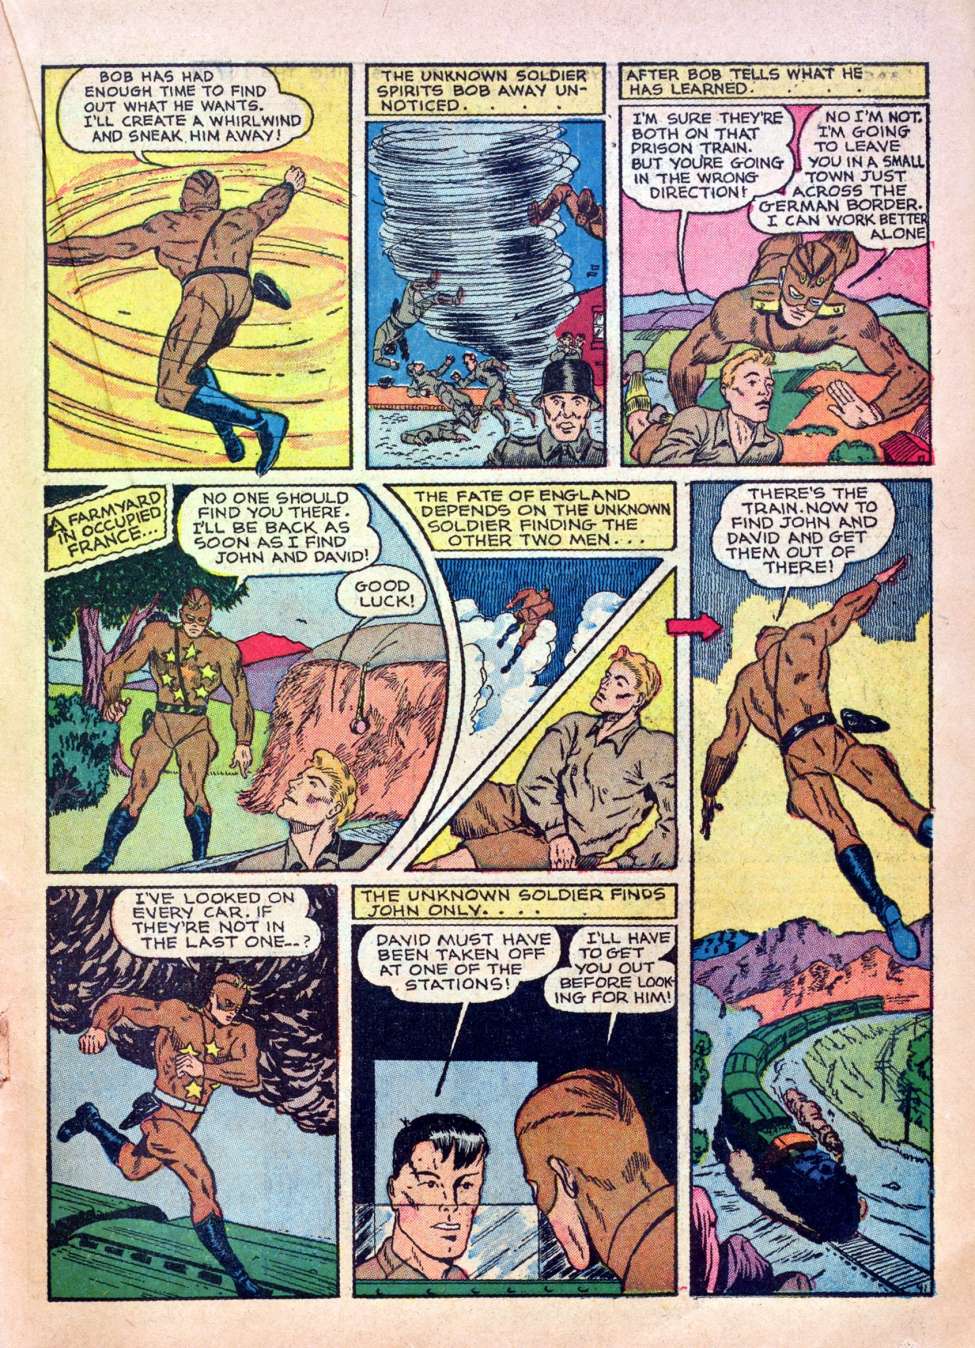 BOB HAS HAD
ENOUGH TIME TO FIND
OUT WHAT HE WANTS.
I'LL CREATE A WHIRLWIND
AND SNEAK HIM AWAY!
THE UNKNOWN SOLDIER
SPIRITS BOB AWAY UN-
NOTICED. . . . .
AFTER BOB TELLS WHAT HE
HAS LEARNED. . . . . .
I'M SURE THEY'RE
BOTH ON THAT
PRISON TRAIN.
BUT YOU'RE GOING
IN THE WRONG
DIRECTION!
NO I'M NOT.
I'M GOING
TO LEAVE
YOU IN A SMALL
TOWN JUST
ACROSS THE
GERMAN BORDER.
I CAN WORK BETTER
ALONE
A FARMYARD
IN OCCUPIED
FRANCE...
NO ONE SHOULD
FIND YOU THERE.
I'LL BE BACK AS
SOON AS I FIND
JOHN AND DAVID!
GOOD
LUCK!
THE FATE OF ENGLAND
DEPENDS ON THE UNKNOWN
SOLDIER FINDING THE
OTHER TWO MEN . . .
THERE'S THE
TRAIN. NOW TO
FIND JOHN AND
DAVID AND GET
THEM OUT OF
THERE!
I'VE LOOKED ON
EVERY CAR. IF
THEY'RE NOT IN
THE LAST ONE--?
THE UNKNOWN SOLDIER FINDS
JOHN ONLY. . . . .
DAVID MUST HAVE
BEEN TAKEN OFF
AT ONE OF THE
STATIONS!
I'LL HAVE
TO GET
YOU OUT
BEFORE LOOK-
ING FOR HIM!